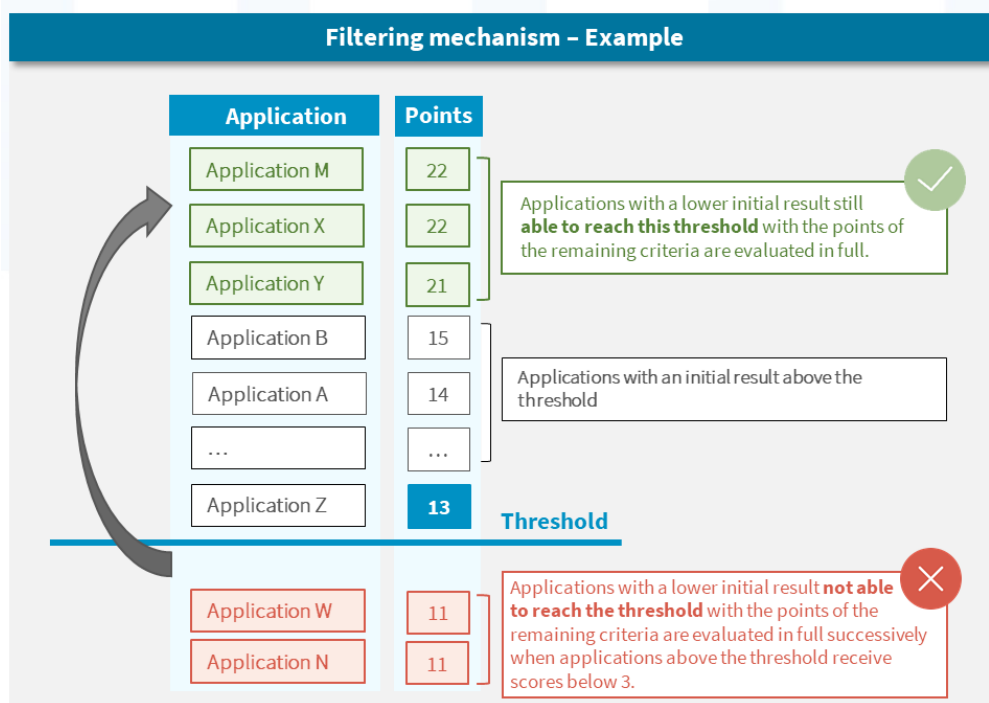 Filtering mechanism – Example
Application
Points
Application M
22
Application X
22
Application Y
21
Applications with a lower initial result still
able to reach this threshold with the points of
the remaining criteria are evaluated in full.
Application B
15
Application A
14
...
...
Applications with an initial result above the
threshold
Application Z
13
Threshold
Application W
11
Application N
11
Applications with a lower initial result not able
to reach the threshold with the points of the
remaining criteria are evaluated in full successively
when applications above the threshold receive
scores below 3.